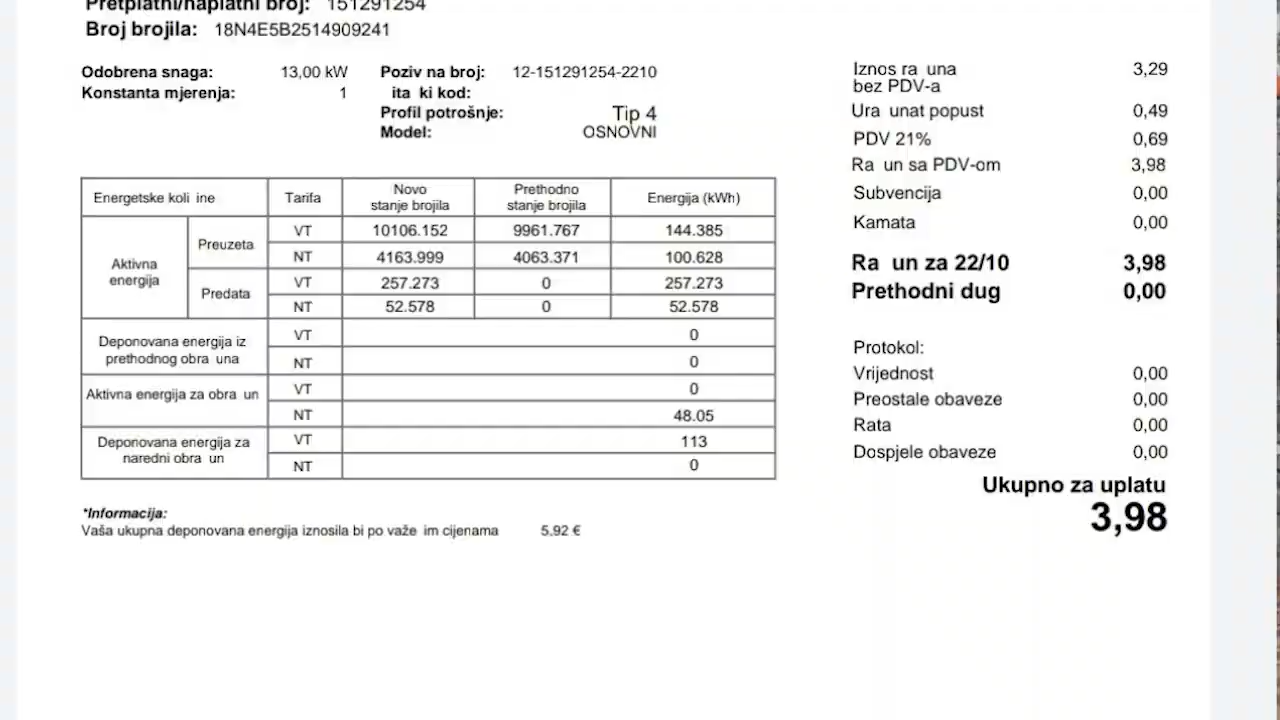 Pretplatni/naplatni broj: 151291254
Broj brojila: 18N4E5B2514909241
Odobrena snaga: 13,00 kW
Konstanta mjerenja: 1
Poziv na broj: 12-151291254-2210
ita ki kod:
Profil potrošnje: Tip 4
Model: OSNOVNI
Energetske koli ine Tarifa Novo stanje brojila Prethodno stanje brojila Energija (kWh)
Aktivna energija Preuzeta VT 10106.152 9961.767 144.385
NT 4163.999 4063.371 100.628
Predata VT 257.273 0 257.273
NT 52.578 0 52.578
Deponovana energija iz prethodnog obra una VT 0
NT 0
Aktivna energija za obra un VT 0
NT 48.05
Deponovana energija za naredni obra un VT 113
NT 0
*Informacija:
Vaša ukupna deponovana energija iznosila bi po važe im cijenama 5,92 €
Iznos ra una bez PDV-a 3,29
Ura unat popust 0,49
PDV 21% 0,69
Ra un sa PDV-om 3,98
Subvencija 0,00
Kamata 0,00
Ra un za 22/10 3,98
Prethodni dug 0,00
Protokol:
Vrijednost 0,00
Preostale obaveze 0,00
Rata 0,00
Dospjele obaveze 0,00
Ukupno za uplatu
3,98